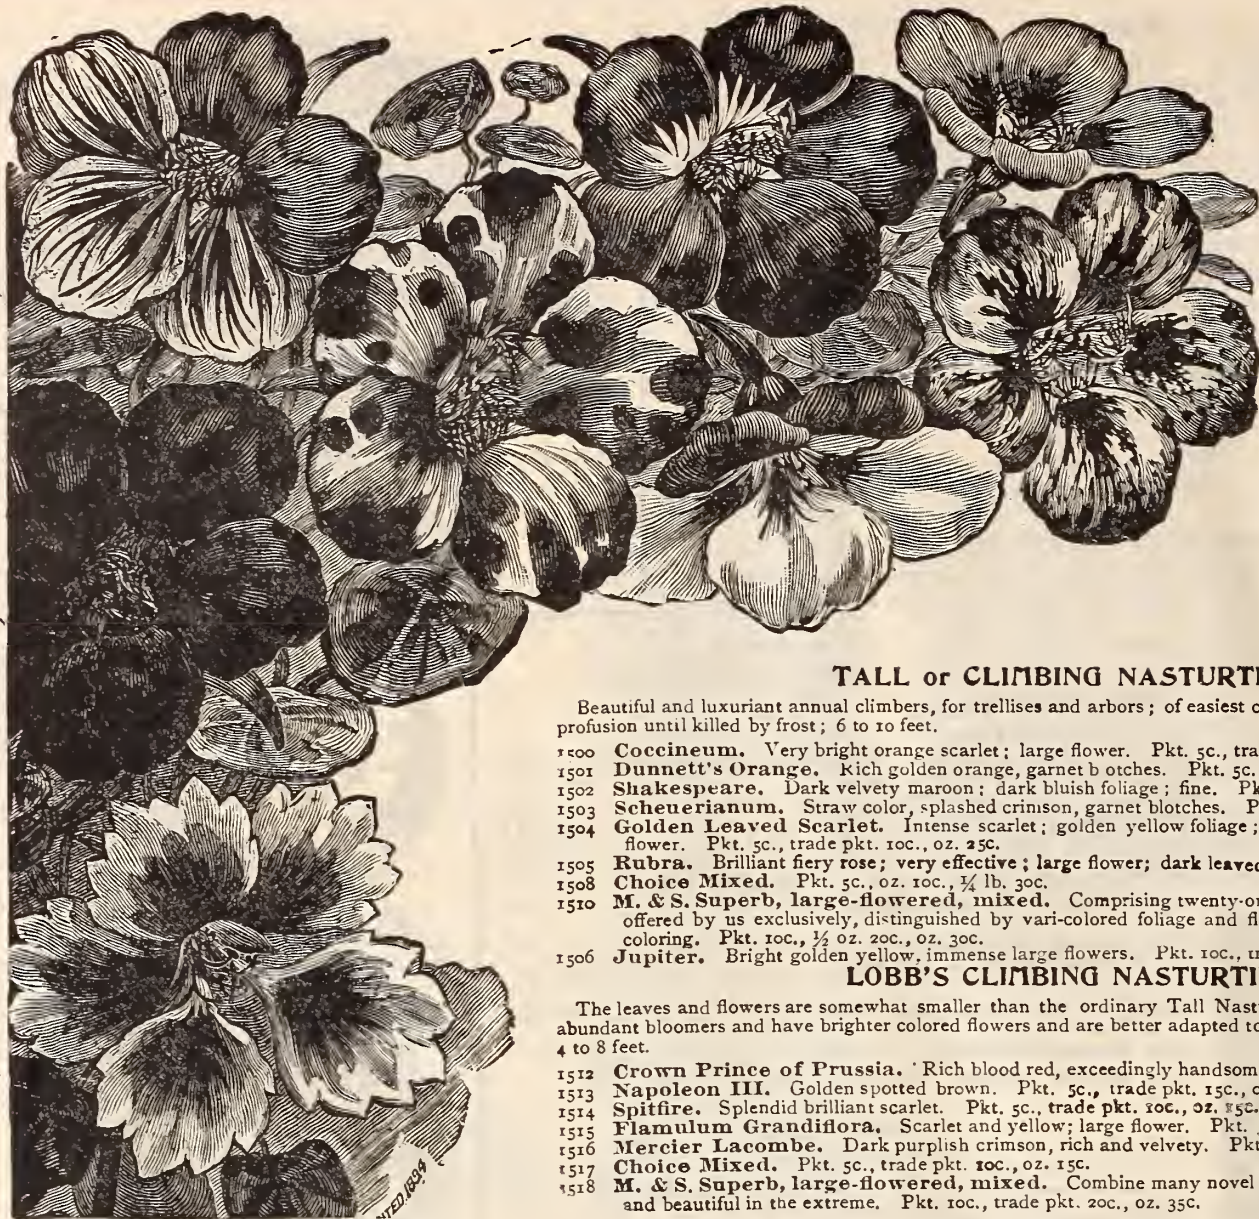 TALL or CLIMBING NASTURTI
Beautiful and luxuriant annual climbers, for trellises and arbors; of easiest c
profusion until killed by frost; 6 to 10 feet.
1500 Coccineum. Very bright orange scarlet; large flower. Pkt. 5c., tra
1501 Dunnett's Orange. Rich golden orange, garnet b otches. Pkt. 5c.
1502 Shakespeare. Dark velvety maroon; dark bluish foliage; fine. Pk
1503 Scheuerianum. Straw color, splashed crimson, garnet blotches. P
1504 Golden Leaved Scarlet. Intense scarlet; golden yellow foliage;
flower. Pkt. 5c., trade pkt. 10c., oz. 25c.
1505 Rubra. Brilliant fiery rose; very effective; large flower; dark leaved
1508 Choice Mixed. Pkt. 5c., oz. 10c., ¼ lb. 30c.
1510 M. & S. Superb, large-flowered, mixed. Comprising twenty-o
offered by us exclusively, distinguished by vari-colored foliage and fl
coloring. Pkt. 10c., ½ oz. 20c., oz. 30c.
1506 Jupiter. Bright golden yellow, immense large flowers. Pkt. 10c.,
LOBB'S CLIMBING NASTURTI
The leaves and flowers are somewhat smaller than the ordinary Tall Nast
abundant bloomers and have brighter colored flowers and are better adapted to
4 to 8 feet.
1512 Crown Prince of Prussia. Rich blood red, exceedingly handsom
1513 Napoleon III. Golden spotted brown. Pkt. 5c., trade pkt. 15c., o
1514 Spitfire. Splendid brilliant scarlet. Pkt. 5c., trade pkt. 10c., oz.
1515 Flamulum Grandiflora. Scarlet and yellow; large flower. Pkt.
1516 Mercier Lacombe. Dark purplish crimson, rich and velvety. Pkt
1517 Choice Mixed. Pkt. 5c., trade pkt. 10c., oz. 15c.
1518 M. & S. Superb, large-flowered, mixed. Combine many novel
and beautiful in the extreme. Pkt. 10c., trade pkt. 20c., oz. 35c.
NTED.1894